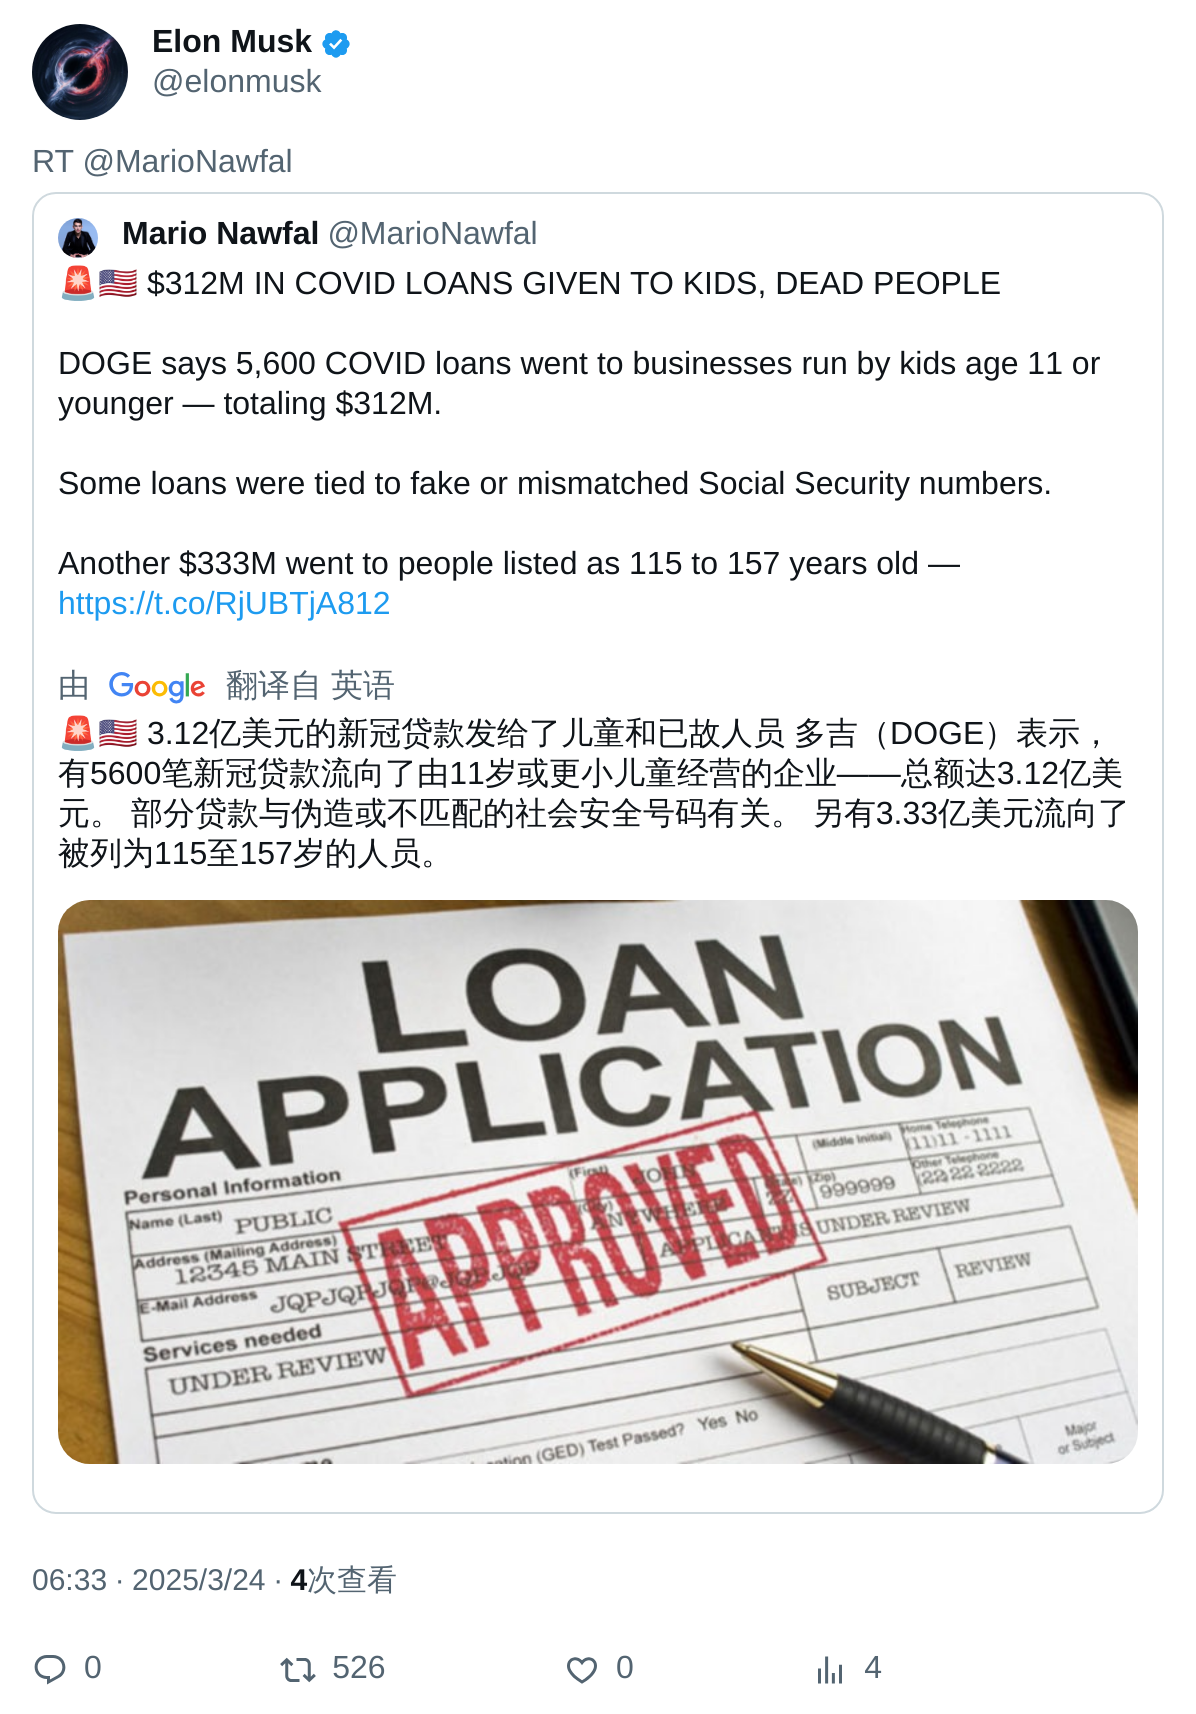 Elon Musk
@elonmusk
RT @MarioNawfal
Mario Nawfal @MarioNawfal
🚨🇺🇸 $312M IN COVID LOANS GIVEN TO KIDS, DEAD PEOPLE
DOGE says 5,600 COVID loans went to businesses run by kids age 11 or
younger — totaling $312M.
Some loans were tied to fake or mismatched Social Security numbers.
Another $333M went to people listed as 115 to 157 years old —
https://t.co/RjUBTjA812
由 Google 翻译自 英语
🚨🇺🇸 3.12亿美元的新冠贷款发给了儿童和已故人员 多吉（DOGE）表示，
有5600笔新冠贷款流向了由11岁或更小儿童经营的企业——总额达3.12亿美
元。 部分贷款与伪造或不匹配的社会安全号码有关。 另有3.33亿美元流向了
被列为115至157岁的人员。
LOAN
APPLICATION
Personal Information
Name (Last) PUBLIC (First) JOHN (Middle Initial) Home Telephone (11)11 - 1111
Address (Mailing Address) 12345 MAIN STREET (City) ANYWHERE (State) ZZ (Zip) 999999 Other Telephone (22 22 2222
E-Mail Address JQPJQPJQP@JQPJQP APPLICANT IS UNDER REVIEW
APPROVED
Services needed SUBJECT REVIEW
UNDER REVIEW
(GED) Test Passed? Yes No
Major
or Subject
06:33 · 2025/3/24 · 4次查看
0 526 0 4